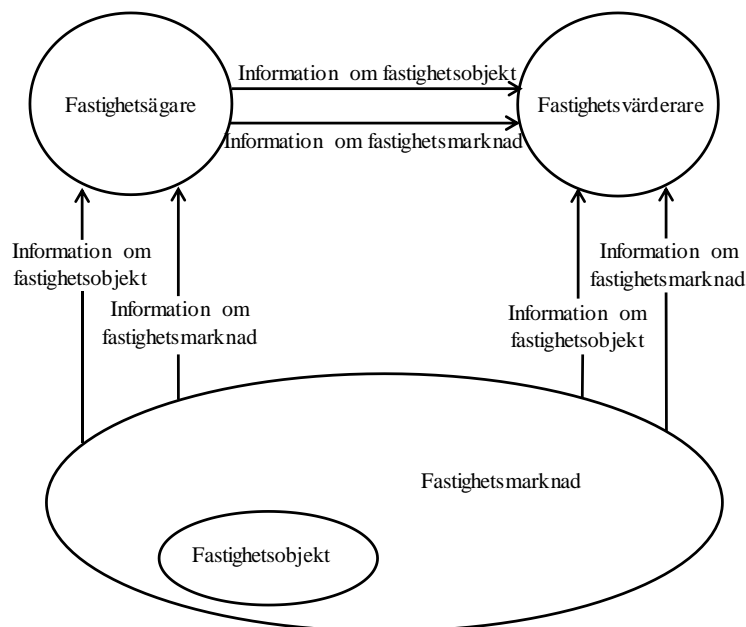 Information om fastighetsobjekt
Fastighetsägare
Fastighetsvärderare
Information om fastighetsmarknad
Information om
fastighetsobjekt
Information om
fastighetsmarknad
Information om
fastighetsmarknad
Information om
fastighetsobjekt
Fastighetsmarknad
Fastighetsobjekt